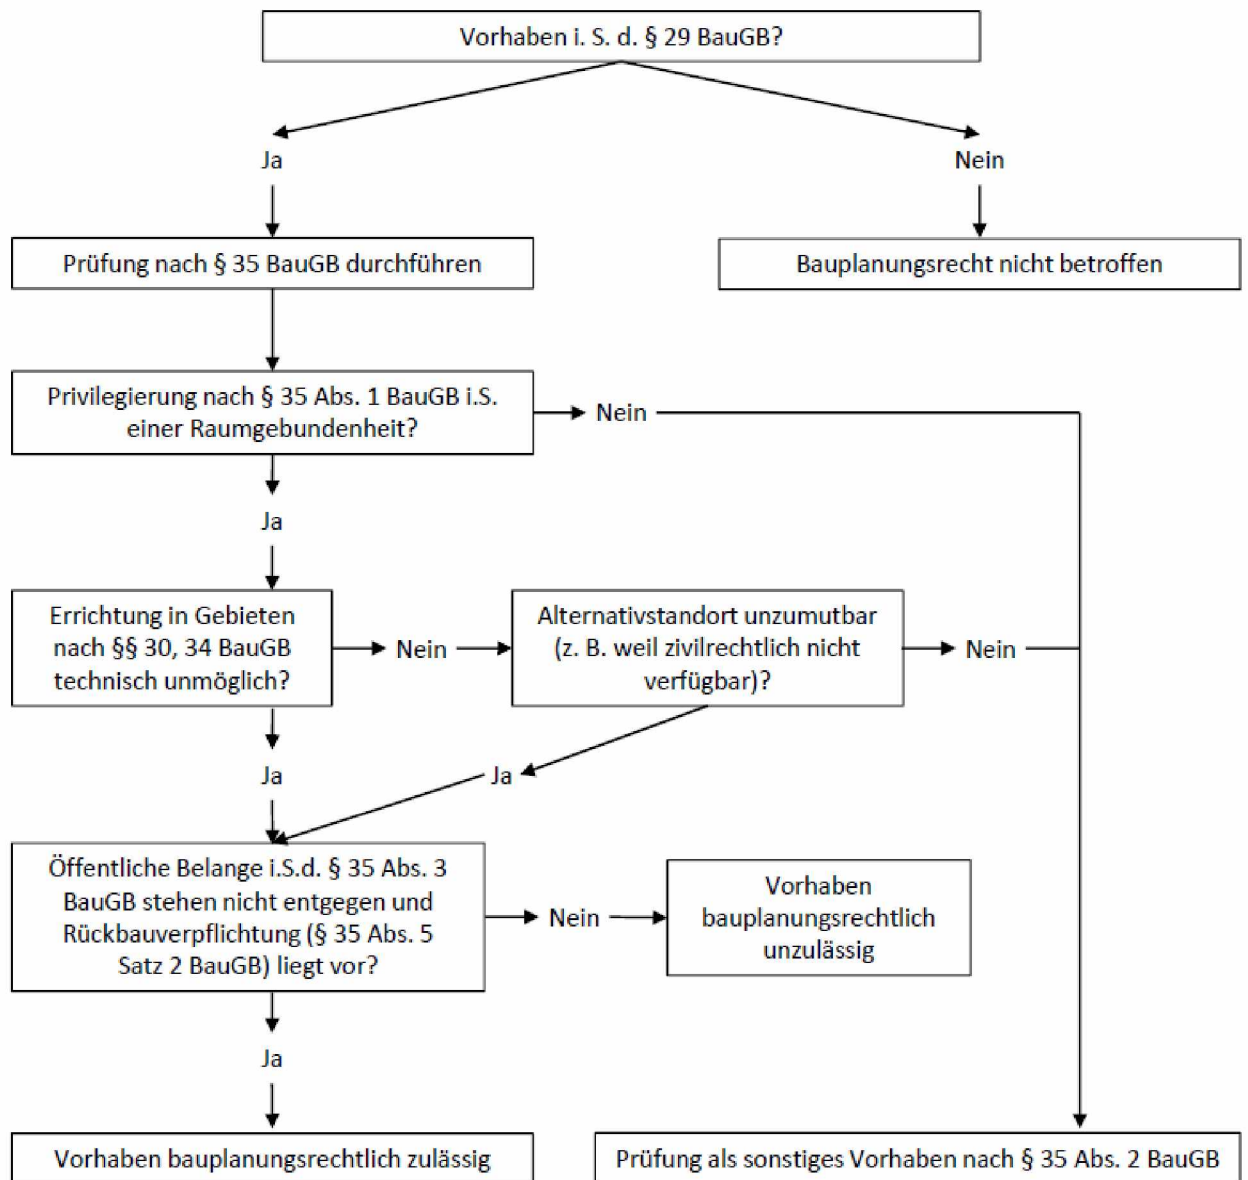 Vorhaben i. S. d. § 29 BauGB?
Ja
Nein
Prüfung nach § 35 BauGB durchführen
Bauplanungsrecht nicht betroffen
Privilegierung nach § 35 Abs. 1 BauGB i.S.
einer Raumgebundenheit?
Nein
Ja
Errichtung in Gebieten
nach §§ 30, 34 BauGB
technisch unmöglich?
Nein
Alternativstandort unzumutbar
(z. B. weil zivilrechtlich nicht
verfügbar)?
Nein
Ja
Ja
Öffentliche Belange i.S.d. § 35 Abs. 3
BauGB stehen nicht entgegen und
Rückbauverpflichtung (§ 35 Abs. 5
Satz 2 BauGB) liegt vor?
Nein
Vorhaben
bauplanungsrechtlich
unzulässig
Ja
Vorhaben bauplanungsrechtlich zulässig
Prüfung als sonstiges Vorhaben nach § 35 Abs. 2 BauGB